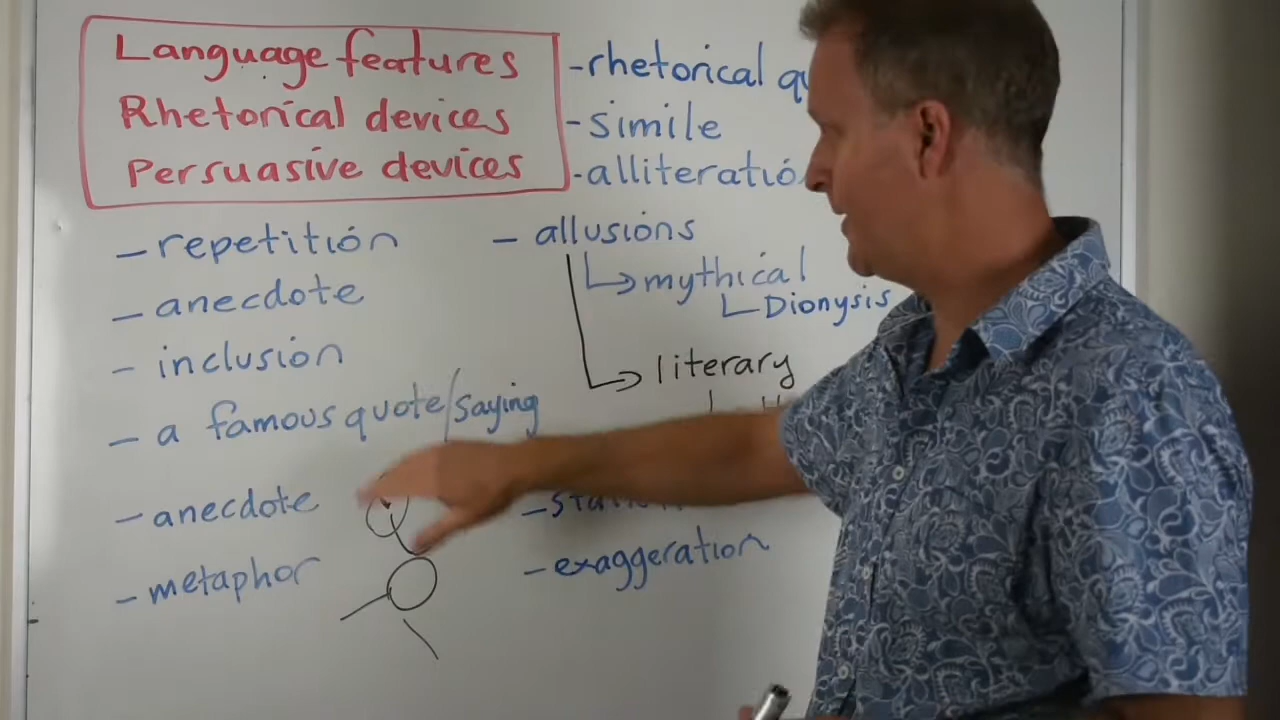 Language features
Rhetorical devices
Persuasive devices
- rhetorical
- simile
- alliteratio
- repetition
- anecdote
- inclusion
- a famous quote/saying
- anecdote
- metaphor
- allusions
mythical
Dionysis
literary
- exaggeration